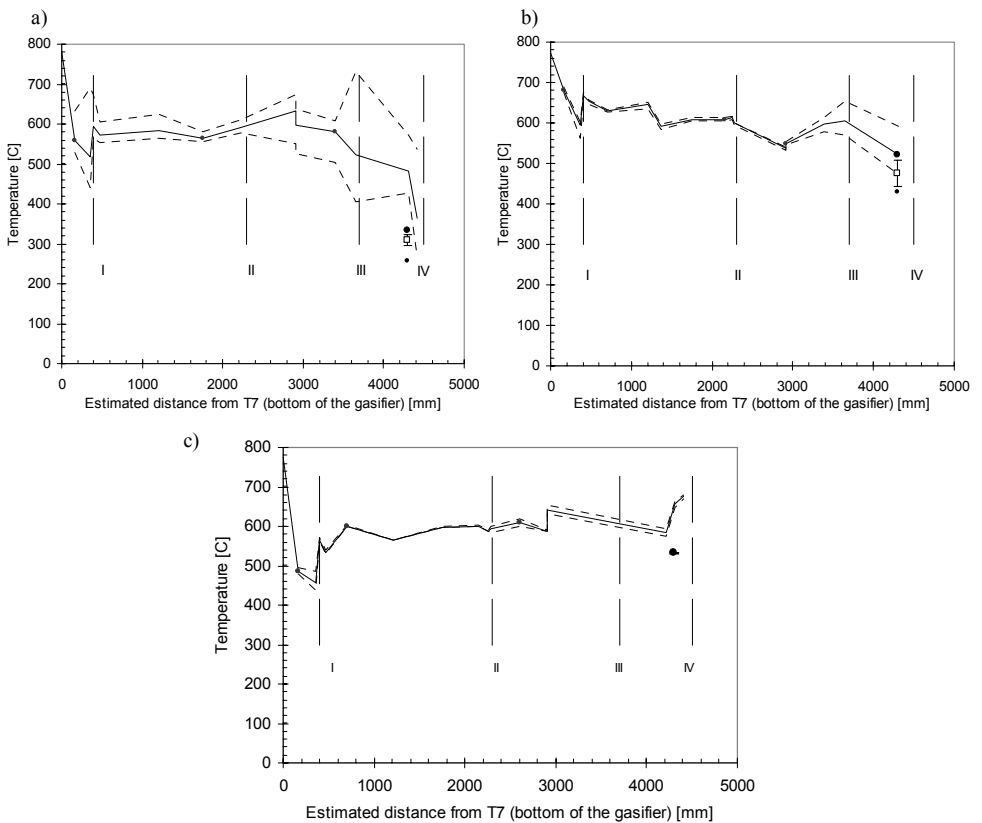 a)
800
700
600
500
400
300
200
100
0
Temperature [C]
I
II
III
IV
0 1000 2000 3000 4000 5000
Estimated distance from T7 (bottom of the gasifier) [mm]
b)
800
700
600
500
400
300
200
100
0
Temperature [C]
I
II
III
IV
0 1000 2000 3000 4000 5000
Estimated distance from T7 (bottom of the gasifier) [mm]
c)
800
700
600
500
400
300
200
100
0
Temperature [C]
I
II
III
IV
0 1000 2000 3000 4000 5000
Estimated distance from T7 (bottom of the gasifier) [mm]